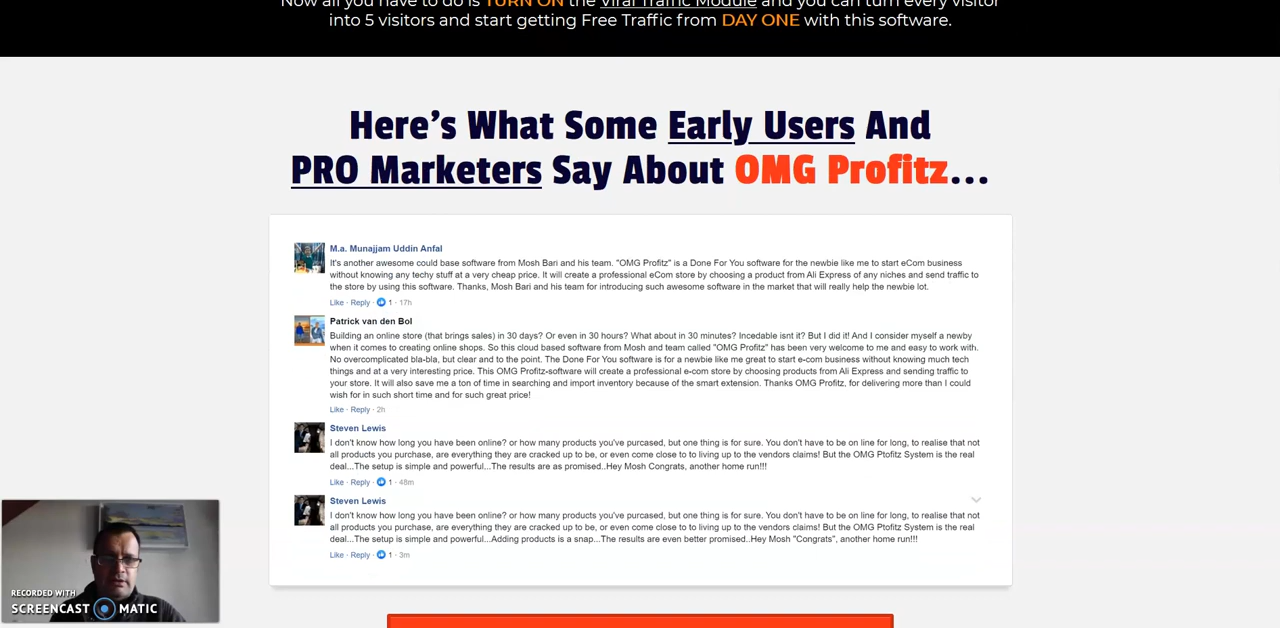 Now all you have to do is TURN ON the Viral Traffic Module and you can turn every visitor
into 5 visitors and start getting Free Traffic from DAY ONE with this software.
Here's What Some Early Users And
PRO Marketers Say About OMG Profitz...
M.a. Munajjam Uddin Anfal
It's another awesome could base software from Mosh Bari and his team. "OMG Profitz" is a Done For You software for the newbie like me to start eCom business
without knowing any techy stuff at a very cheap price. It will create a professional eCom store by choosing a product from Ali Express of any niches and send traffic to
the store by using this software. Thanks, Mosh Bari and his team for introducing such awesome software in the market that will really help the newbie lot.
Like · Reply · 1 · 17h
Patrick van den Bol
Building an online store (that brings sales) in 30 days? Or even in 30 hours? What about in 30 minutes? Incedable isnt it? But I did it! And I consider myself a newby
when it comes to creating online shops. So this cloud based software from Mosh and team called "OMG Profitz" has been very welcome to me and easy to work with.
No overcomplicated bla-bla, but clear and to the point. The Done For You software is for a newbie like me great to start e-com business without knowing much tech
things and at a very interesting price. This OMG Profitz-software will create a professional e-com store by choosing products from Ali Express and sending traffic to
your store. It will also save me a ton of time in searching and import inventory because of the smart extension. Thanks OMG Profitz, for delivering more than I could
wish for in such short time and for such great price!
Like · Reply · 2h
Steven Lewis
I don't know how long you have been online? or how many products you've purcased, but one thing is for sure. You don't have to be on line for long, to realise that not
all products you purchase, are everything they are cracked up to be, or even come close to to living up to the vendors claims! But the OMG Ptofitz System is the real
deal...The setup is simple and powerful...The results are as promised..Hey Mosh Congrats, another home run!!!
Like · Reply · 1 · 48m
Steven Lewis
I don't know how long you have been online? or how many products you've purcased, but one thing is for sure. You don't have to be on line for long, to realise that not
all products you purchase, are everything they are cracked up to be, or even come close to to living up to the vendors claims! But the OMG Ptofitz System is the real
deal...The setup is simple and powerful...Adding products is a snap...The results are even better promised..Hey Mosh "Congrats", another home run!!!
Like · Reply · 1 · 3m
RECORDED WITH
SCREENCAST MATIC